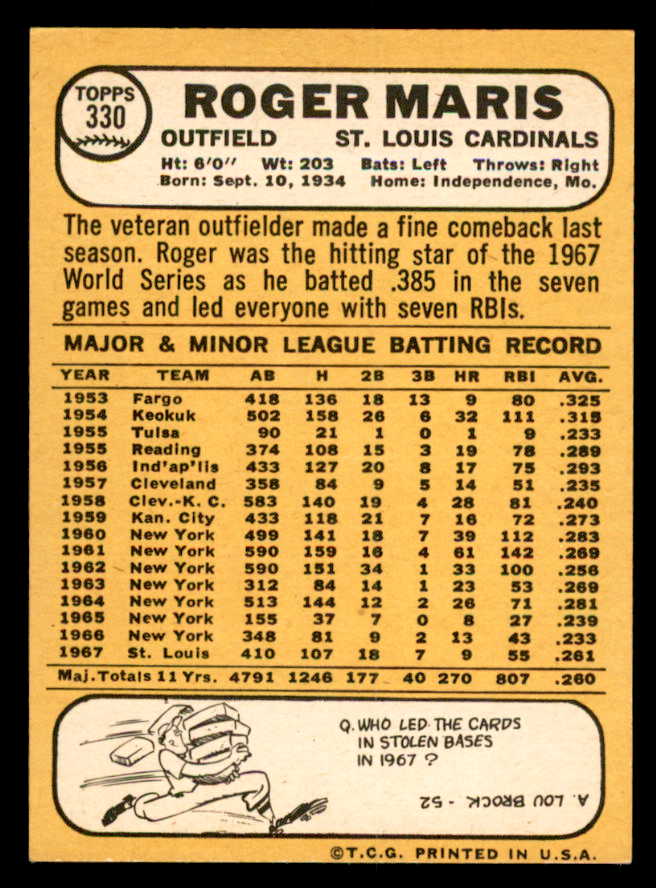 TOPPS
330
ROGER MARIS
OUTFIELD ST. LOUIS CARDINALS
Ht: 6'0" Wt: 203 Bats: Left Throws: Right
Born: Sept. 10, 1934 Home: Independence, Mo.
The veteran outfielder made a fine comeback last
season. Roger was the hitting star of the 1967
World Series as he batted .385 in the seven
games and led everyone with seven RBIs.
MAJOR & MINOR LEAGUE BATTING RECORD
YEAR TEAM AB H 2B 3B HR RBI AVG.
1953 Fargo 418 136 18 13 9 80 .325
1954 Keokuk 502 158 26 6 32 111 .315
1955 Tulsa 90 21 1 0 1 9 .233
1955 Reading 374 108 15 3 19 78 .289
1956 Ind'ap'lis 433 127 20 8 17 75 .293
1957 Cleveland 358 84 9 5 14 51 .235
1958 Clev.-K. C. 583 140 19 4 28 81 .240
1959 Kan. City 433 118 21 7 16 72 .273
1960 New York 499 141 18 7 39 112 .283
1961 New York 590 159 16 4 61 142 .269
1962 New York 590 151 34 1 33 100 .256
1963 New York 312 84 14 1 23 53 .269
1964 New York 513 144 12 2 26 71 .281
1965 New York 155 37 7 0 8 27 .239
1966 New York 348 81 9 2 13 43 .233
1967 St. Louis 410 107 18 7 9 55 .261
Maj. Totals 11 Yrs. 4791 1246 177 40 270 807 .260
Q. WHO LED THE CARDS
IN STOLEN BASES
IN 1967 ?
A. LOU BROCK - 52
©T.C.G. PRINTED IN U.S.A.